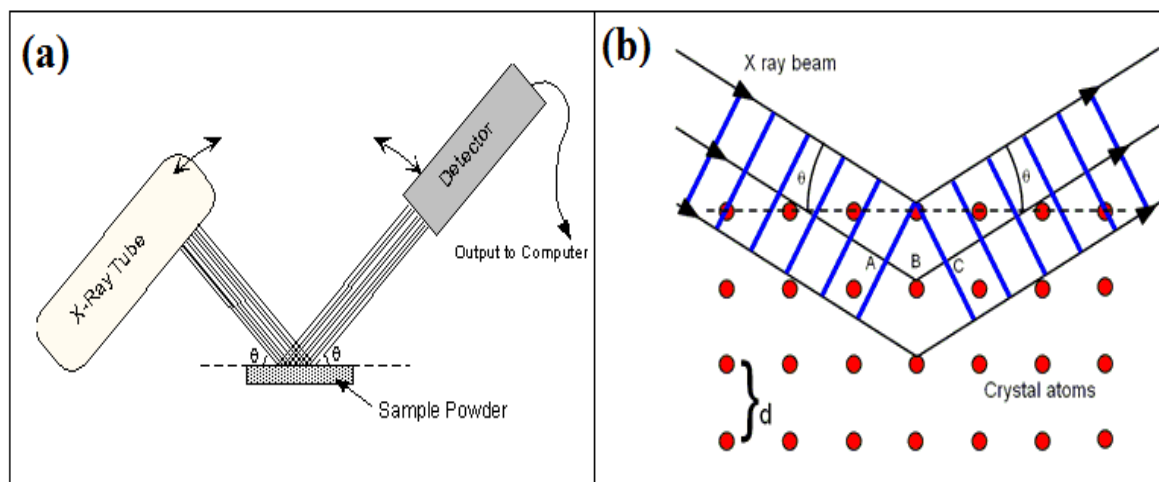 (a)
X-Ray Tube
Detector
Output to Computer
θ
θ
Sample Powder
(b)
X ray beam
θ
θ
A
B
C
Crystal atoms
d